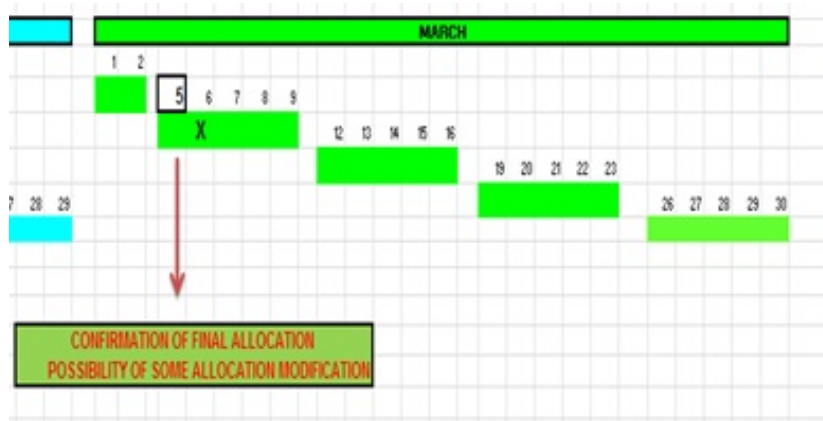 MARCH
1 2
5 6 7 8 9
X
12 13 14 15 16
19 20 21 22 23
7 28 29
26 27 28 29 30
CONFIRMATION OF FINAL ALLOCATION
POSSIBILITY OF SOME ALLOCATION MODIFICATION